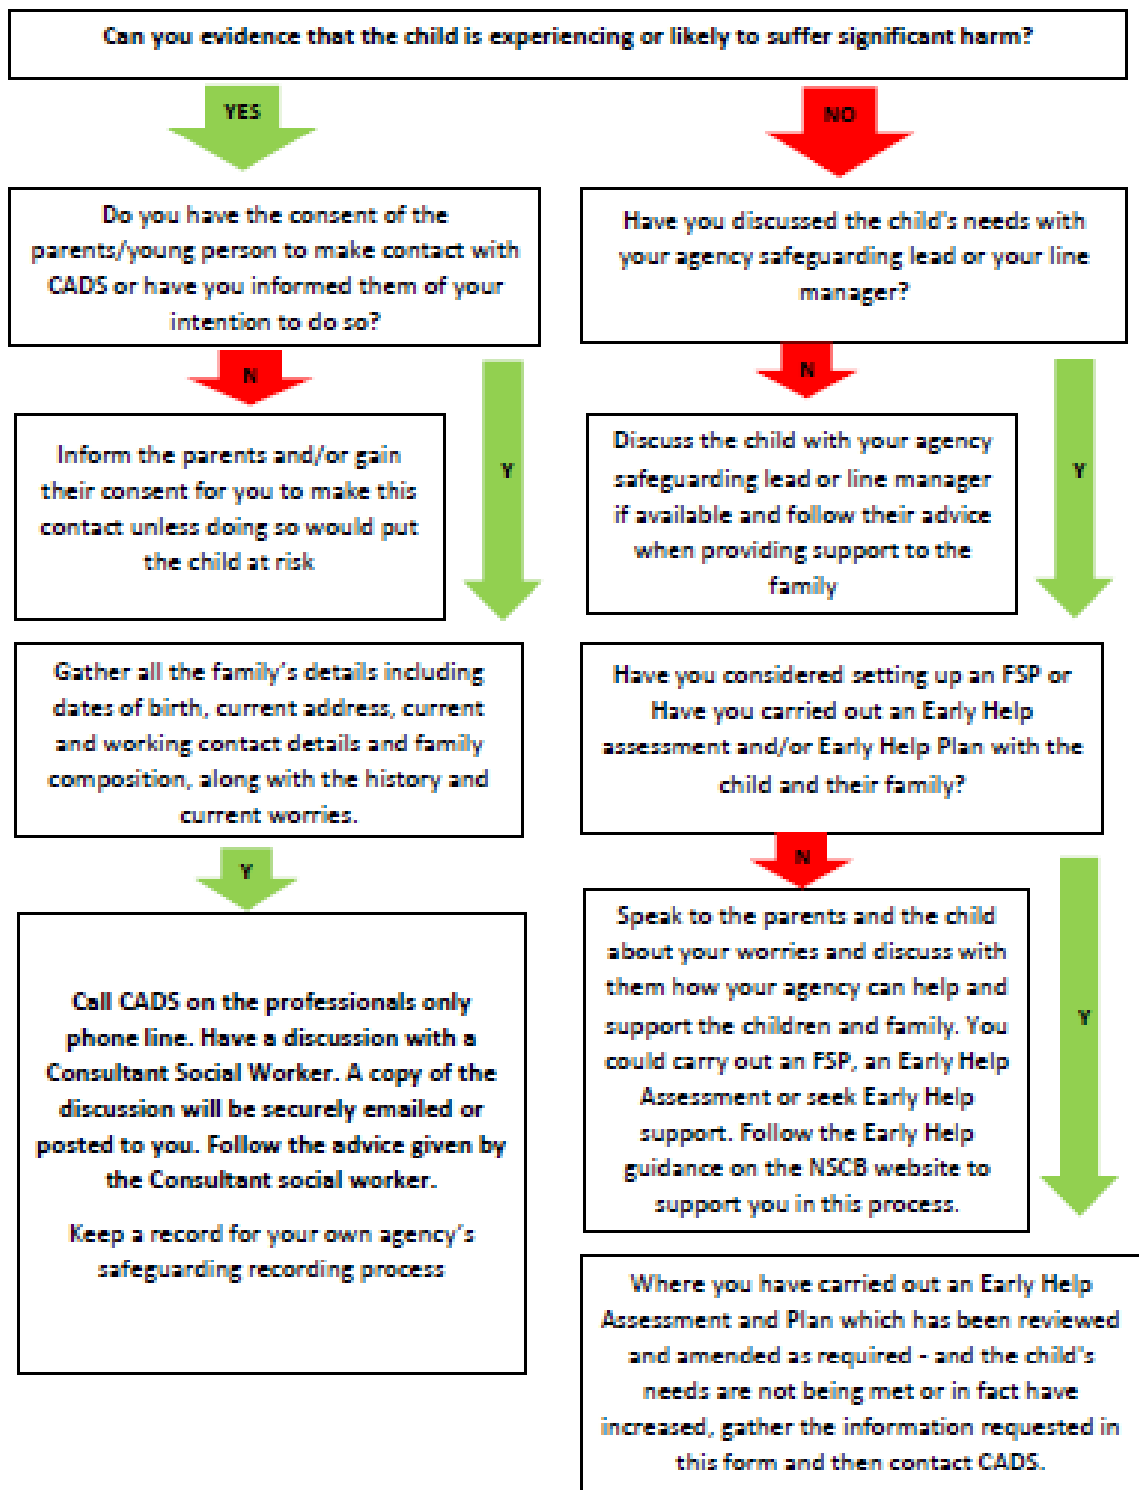 Can you evidence that the child is experiencing or likely to suffer significant harm?
YES
NO
Do you have the consent of the
parents/young person to make contact with
CADS or have you informed them of your
intention to do so?
Have you discussed the child's needs with
your agency safeguarding lead or your line
manager?
N
Y
N
Y
Inform the parents and/or gain
their consent for you to make this
contact unless doing so would put
the child at risk
Discuss the child with your agency
safeguarding lead or line manager
if available and follow their advice
when providing support to the
family
Gather all the family's details including
dates of birth, current address, current
and working contact details and family
composition, along with the history and
current worries.
Have you considered setting up an FSP or
Have you carried out an Early Help
assessment and/or Early Help Plan with the
child and their family?
Y
N
Y
Call CADS on the professionals only
phone line. Have a discussion with a
Consultant Social Worker. A copy of the
discussion will be securely emailed or
posted to you. Follow the advice given by
the Consultant social worker.
Keep a record for your own agency's
safeguarding recording process
Speak to the parents and the child
about your worries and discuss with
them how your agency can help and
support the children and family. You
could carry out an FSP, an Early Help
Assessment or seek Early Help
support. Follow the Early Help
guidance on the NSCB website to
support you in this process.
Where you have carried out an Early Help
Assessment and Plan which has been reviewed
and amended as required - and the child's
needs are not being met or in fact have
increased, gather the information requested in
this form and then contact CADS.